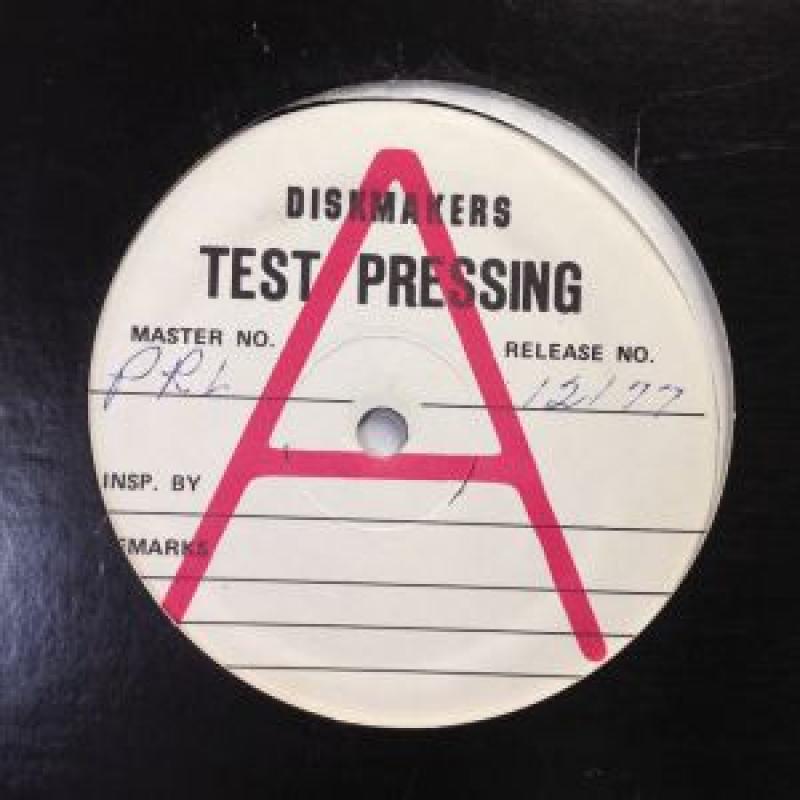 A
DISKMAKERS
TEST PRESSING
MASTER NO. RELEASE NO.
PRL 12177
INSP. BY
EMARKS